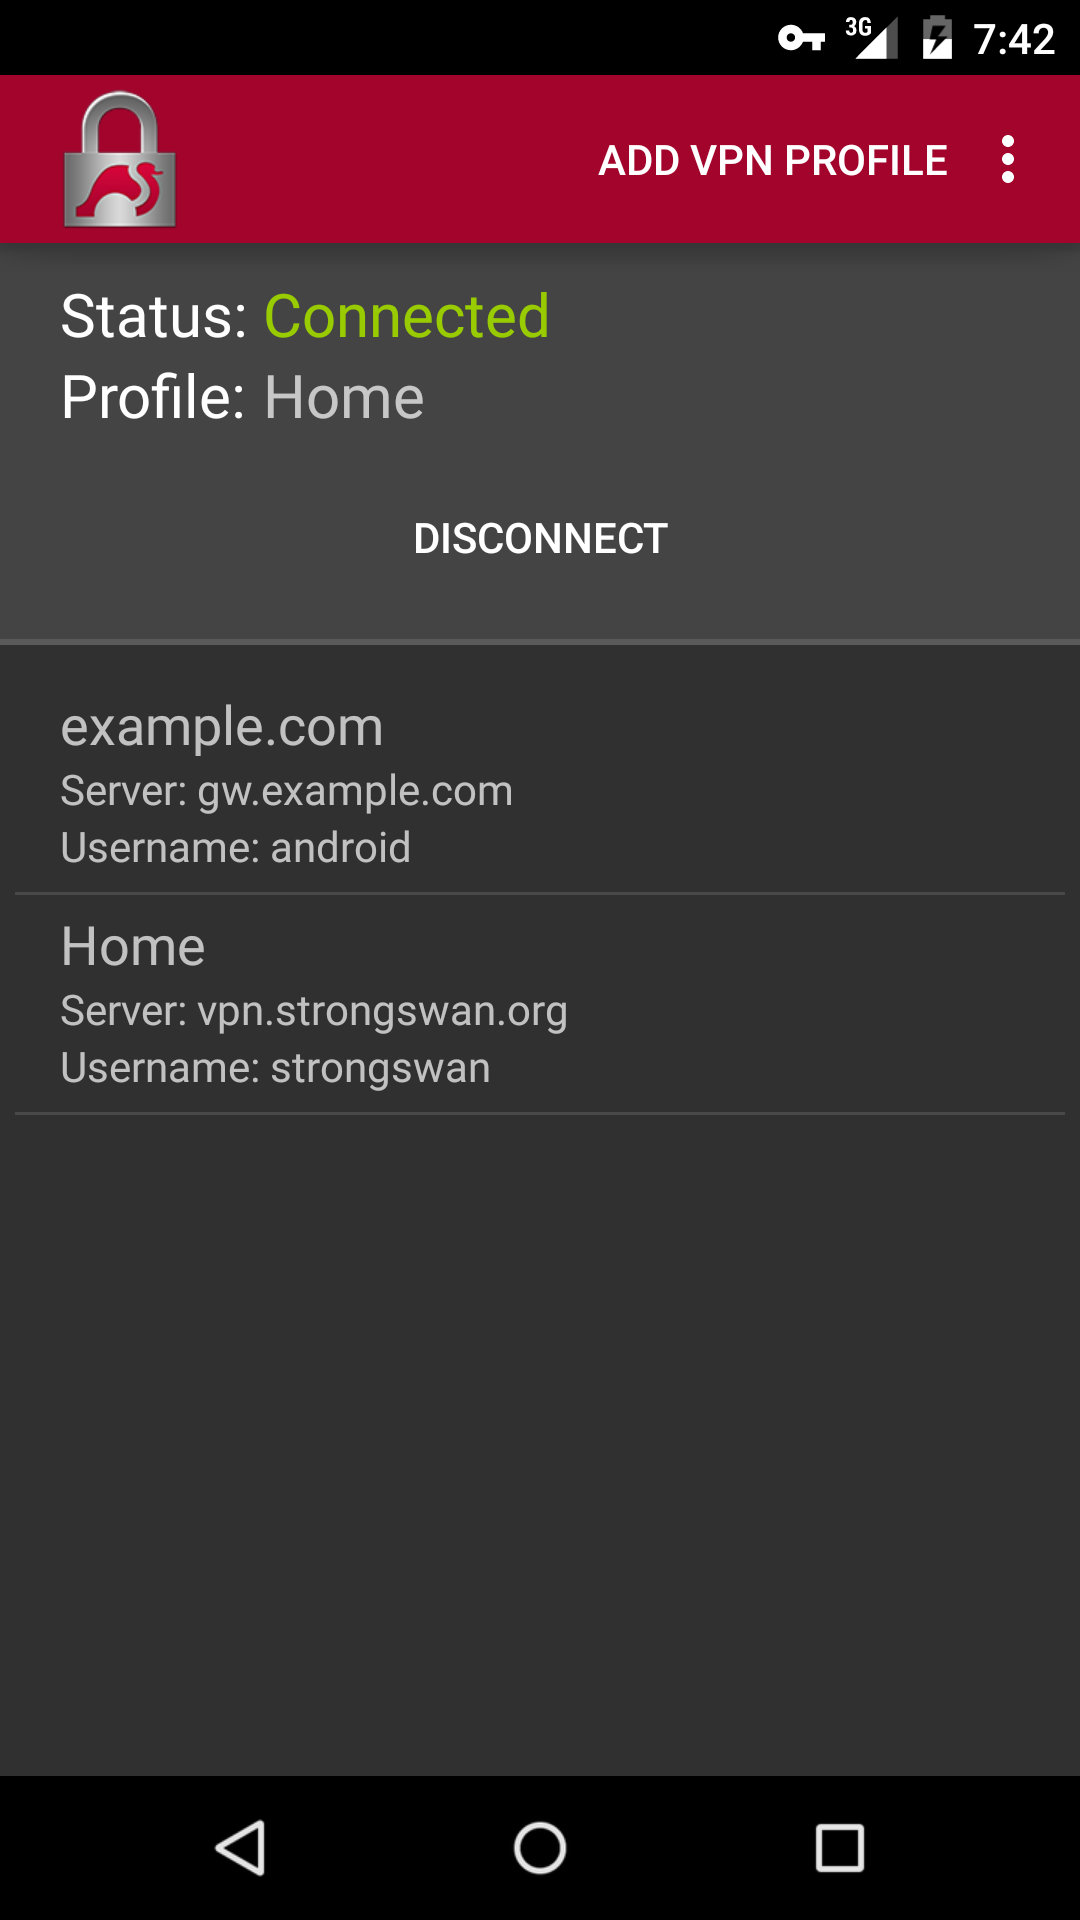 3G 7:42
ADD VPN PROFILE
Status: Connected
Profile: Home
DISCONNECT
example.com
Server: gw.example.com
Username: android
Home
Server: vpn.strongswan.org
Username: strongswan